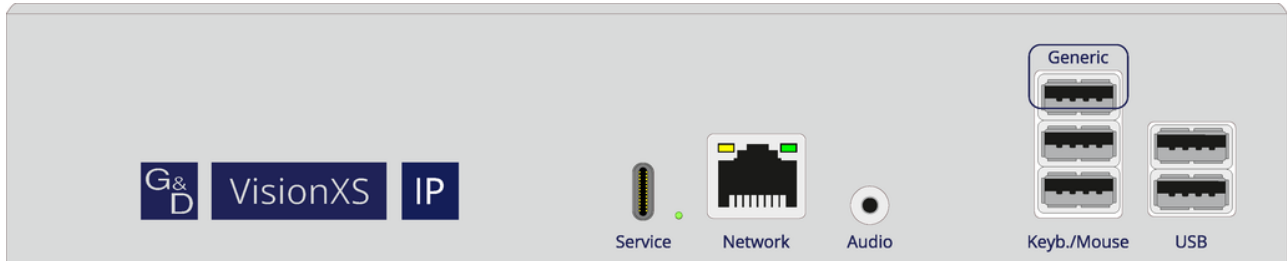 Generic
G&D
VisionXS
IP
Service
Network
Audio
Keyb./Mouse
USB